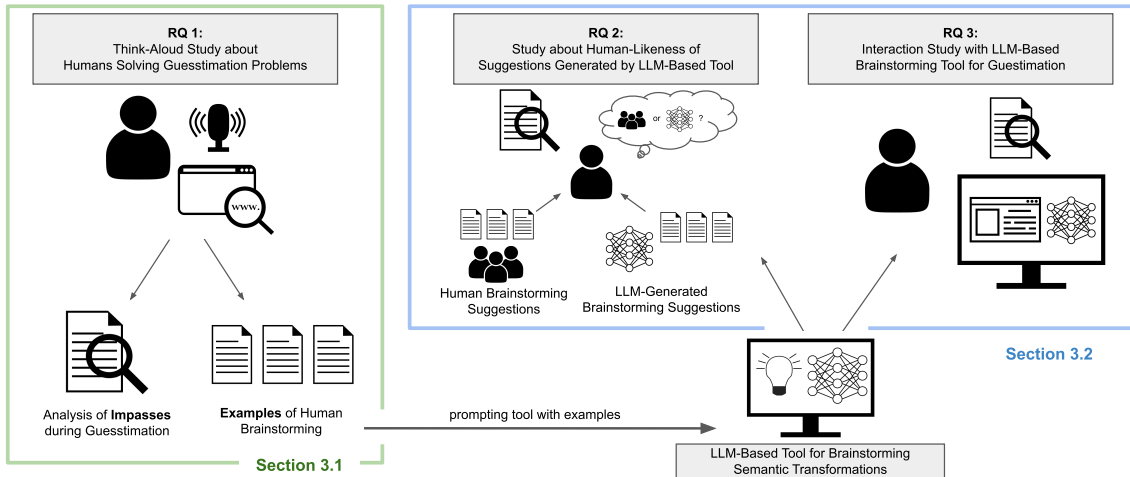 RQ 1:
Think-Aloud Study about
Humans Solving Guesstimation Problems
www.
Analysis of Impasses
during Guesstimation
Examples of Human
Brainstorming
Section 3.1
prompting tool with examples
RQ 2:
Study about Human-Likeness of
Suggestions Generated by LLM-Based Tool
or
?
Human Brainstorming
Suggestions
LLM-Generated
Brainstorming Suggestions
RQ 3:
Interaction Study with LLM-Based
Brainstorming Tool for Guestimation
Section 3.2
LLM-Based Tool for Brainstorming
Semantic Transformations